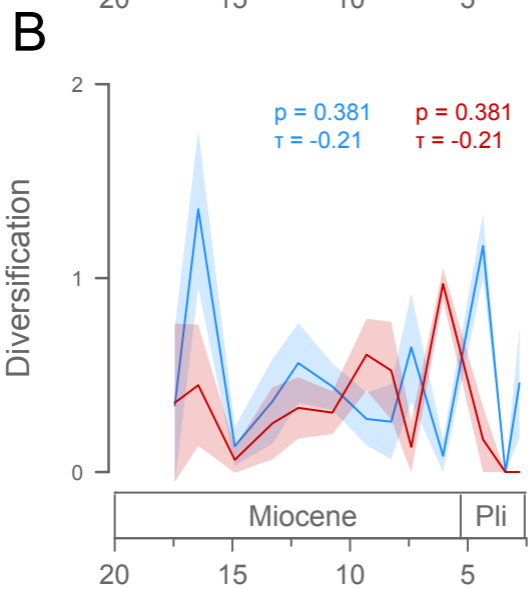 20 15 10 5
B
2
p = 0.381 p = 0.381
τ = -0.21 τ = -0.21
1
Diversification
0
Miocene Pli
20 15 10 5